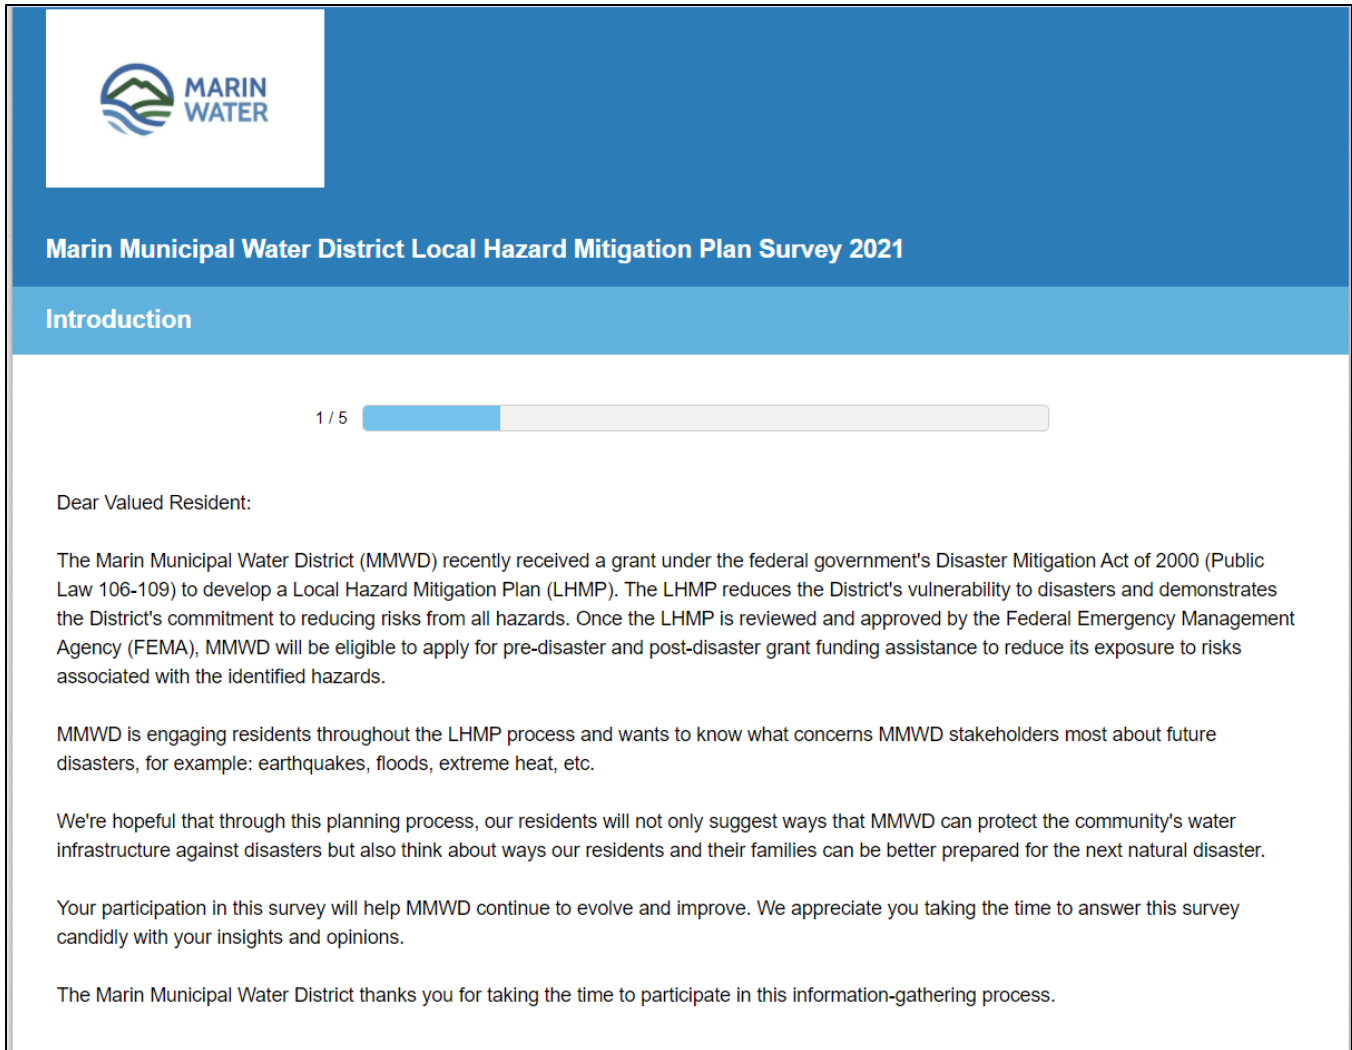 MARIN
WATER
Marin Municipal Water District Local Hazard Mitigation Plan Survey 2021
Introduction
1 / 5
Dear Valued Resident:
The Marin Municipal Water District (MMWD) recently received a grant under the federal government's Disaster Mitigation Act of 2000 (Public
Law 106-109) to develop a Local Hazard Mitigation Plan (LHMP). The LHMP reduces the District's vulnerability to disasters and demonstrates
the District's commitment to reducing risks from all hazards. Once the LHMP is reviewed and approved by the Federal Emergency Management
Agency (FEMA), MMWD will be eligible to apply for pre-disaster and post-disaster grant funding assistance to reduce its exposure to risks
associated with the identified hazards.
MMWD is engaging residents throughout the LHMP process and wants to know what concerns MMWD stakeholders most about future
disasters, for example: earthquakes, floods, extreme heat, etc.
We're hopeful that through this planning process, our residents will not only suggest ways that MMWD can protect the community's water
infrastructure against disasters but also think about ways our residents and their families can be better prepared for the next natural disaster.
Your participation in this survey will help MMWD continue to evolve and improve. We appreciate you taking the time to answer this survey
candidly with your insights and opinions.
The Marin Municipal Water District thanks you for taking the time to participate in this information-gathering process.